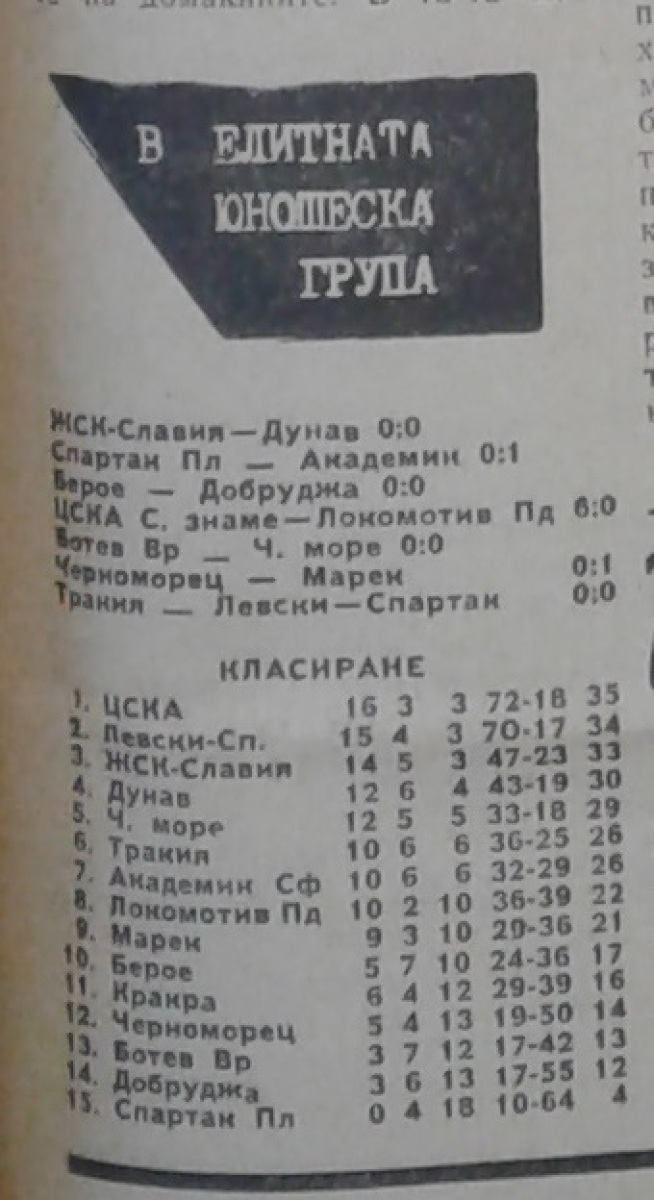 В ЕЛИТНАТА
ЮНОШЕСКА
ГРУПА
ЖСК-Славия—Дунав 0:0
Спартак Пл — Академик 0:1
Берое — Добруджа 0:0
ЦСКА С. знаме—Локомотив Пд 6:0
Ботев Вр — Ч. море 0:0
Черноморец — Марек 0:1
Тракия — Левски—Спартак 0:0
КЛАСИРАНЕ
1. ЦСКА 16 3 3 72-18 35
2. Левски-Сп. 15 4 3 70-17 34
3. ЖСК-Славия 14 5 3 47-23 33
4. Дунав 12 6 4 43-19 30
5. Ч. море 12 5 5 33-18 29
6. Тракия 10 6 6 36-25 26
7. Академик Сф 10 6 6 32-29 26
8. Локомотив Пд 10 2 10 36-39 22
9. Марек 9 3 10 29-36 21
10. Берое 5 7 10 24-36 17
11. Кракра 6 4 12 29-39 16
12. Черноморец 5 4 13 19-50 14
13. Ботев Вр 3 7 12 17-42 13
14. Добруджа 3 6 13 17-55 12
15. Спартак Пл 0 4 18 10-64 4